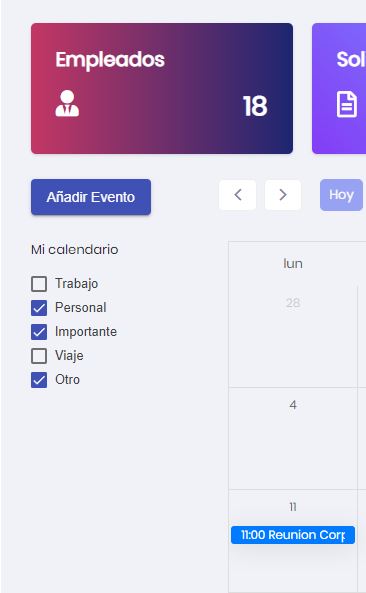 Empleados
18
Sol
Añadir Evento
Hoy
Mi calendario
Trabajo
Personal
Importante
Viaje
Otro
lun
28
4
11
11:00 Reunion Corp